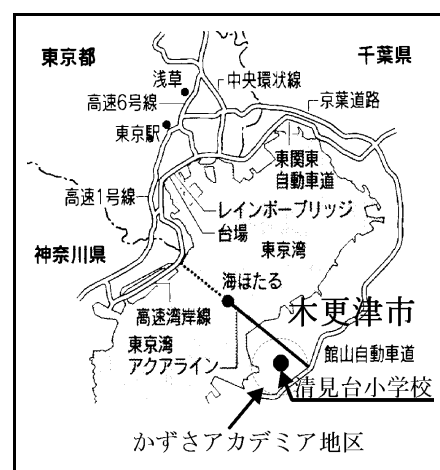 東京都
千葉県
浅草
中央環状線
高速6号線
京葉道路
東京駅
東関東
自動車道
高速1号線
レインボーブリッジ
台場
神奈川県
東京湾
海ほたる
木更津市
高速湾岸線
東京湾
アクアライン
館山自動車道
清見台小学校
かずさアカデミア地区